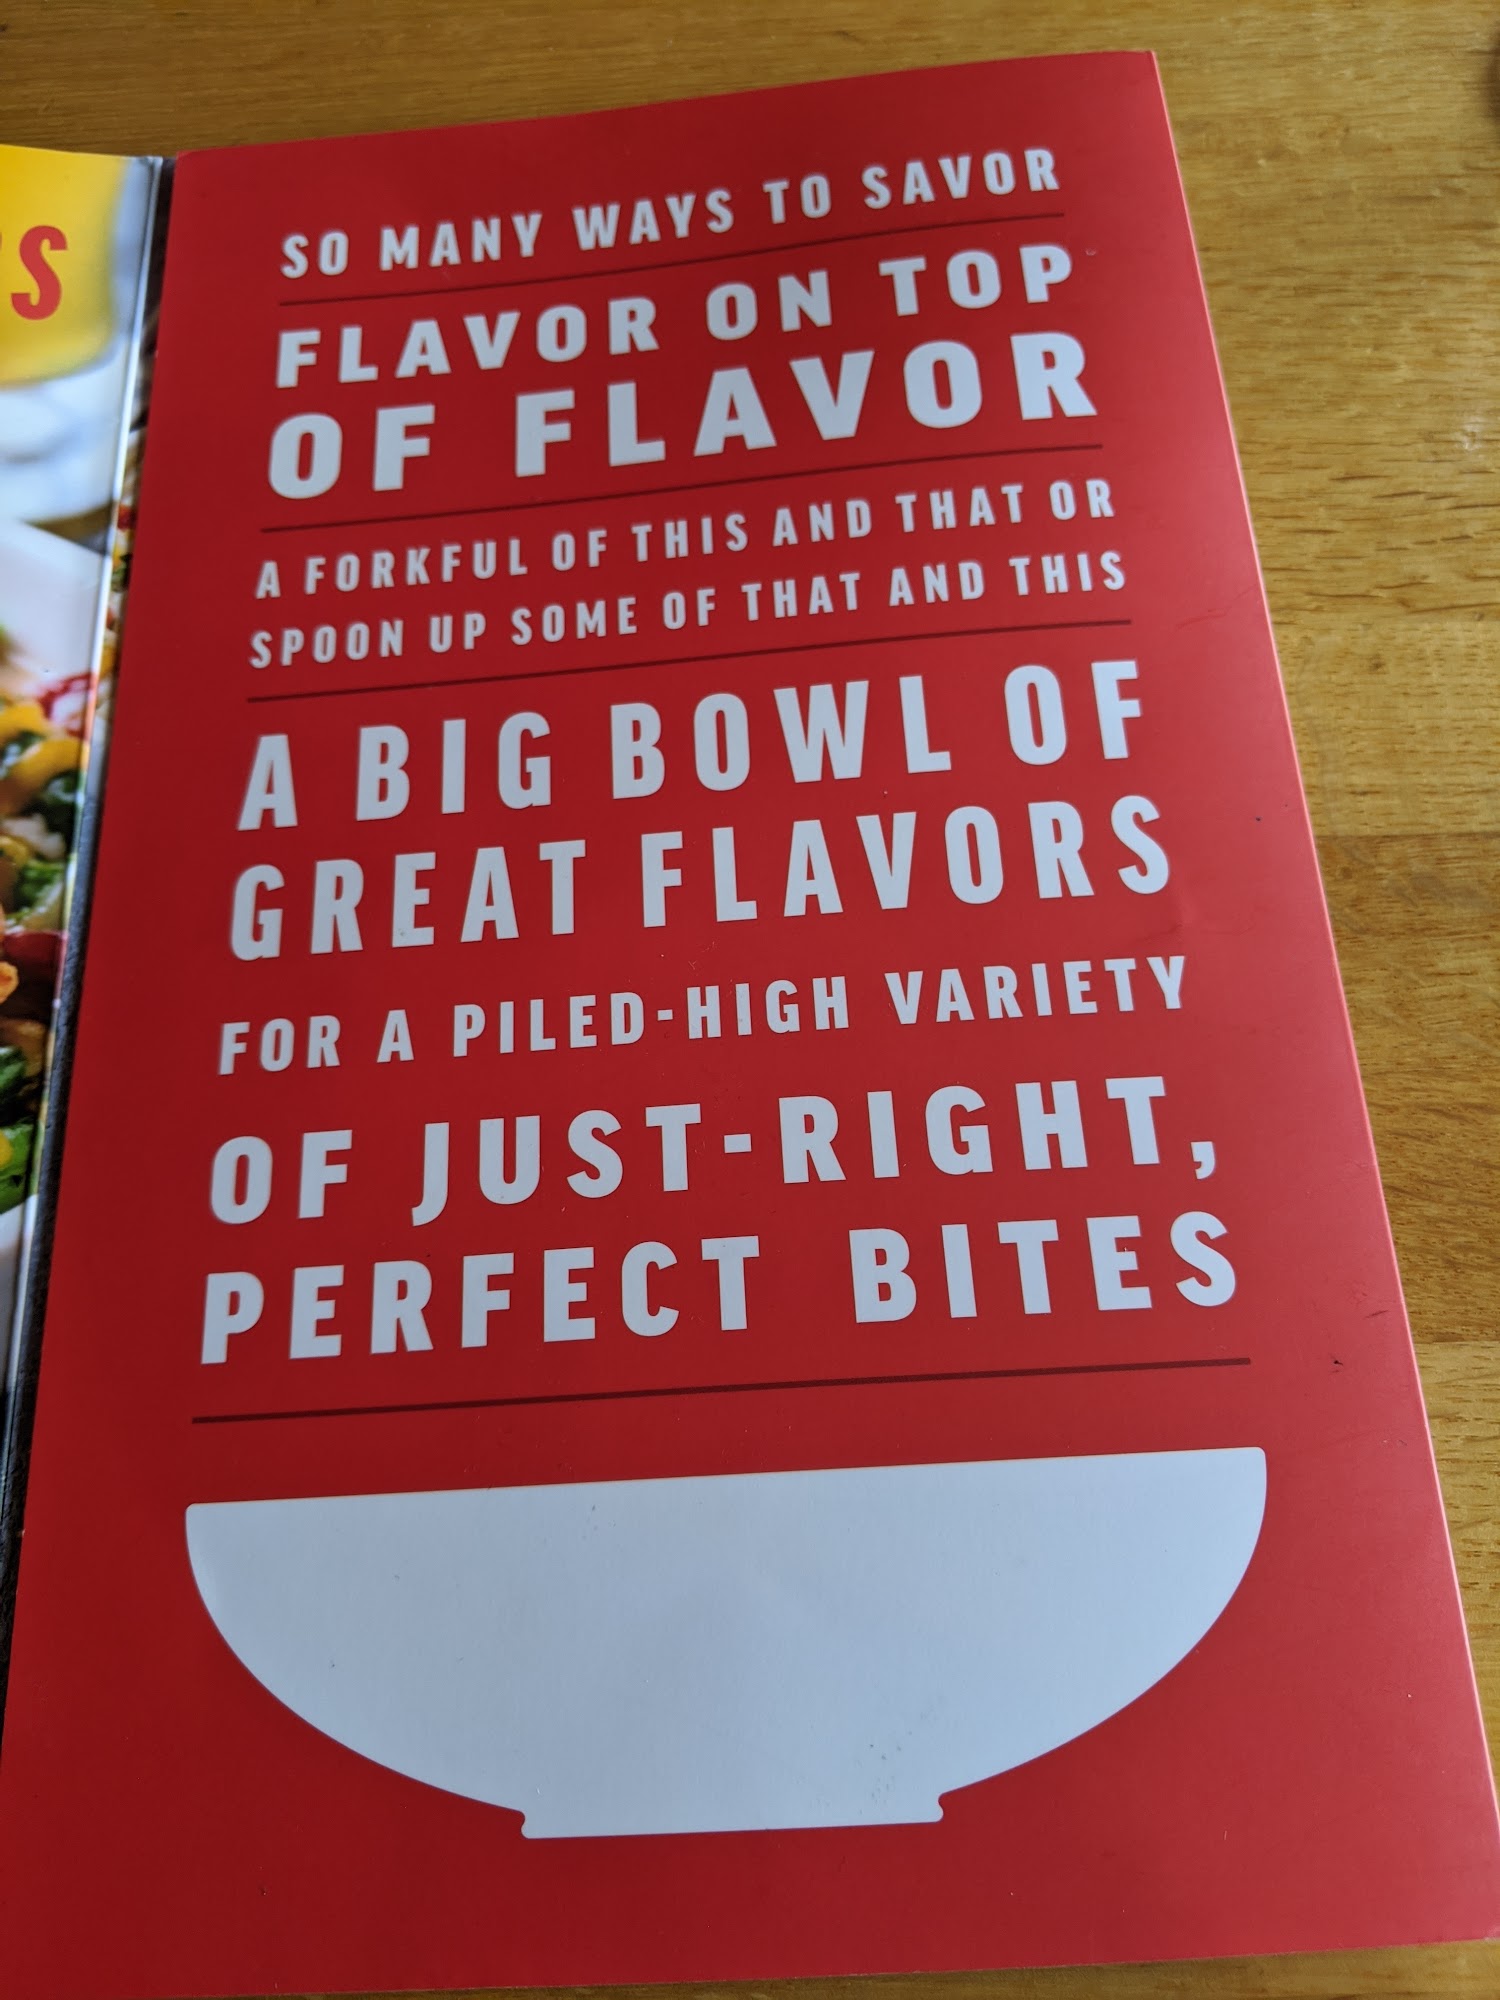 SO MANY WAYS TO SAVOR
FLAVOR ON TOP
OF FLAVOR
A FORKFUL OF THIS AND THAT OR
SPOON UP SOME OF THAT AND THIS
A BIG BOWL OF
GREAT FLAVORS
FOR A PILED-HIGH VARIETY
OF JUST-RIGHT,
PERFECT BITES